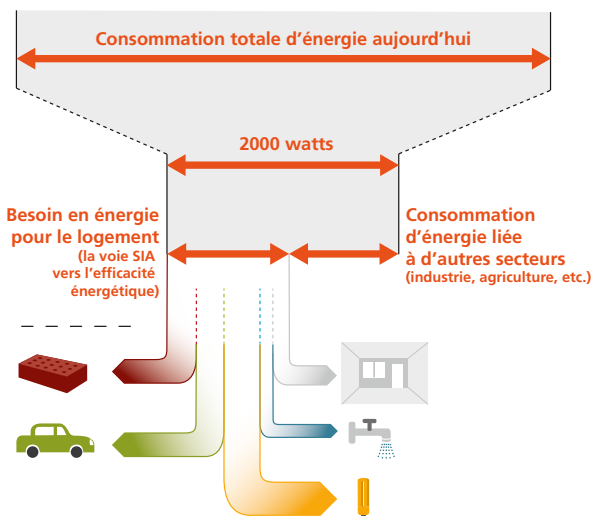 Consommation totale d’énergie aujourd’hui
2000 watts
Besoin en énergie
pour le logement
(la voie SIA
vers l’efficacité
énergétique)
Consommation
d’énergie liée
à d’autres secteurs
(industrie, agriculture, etc.)